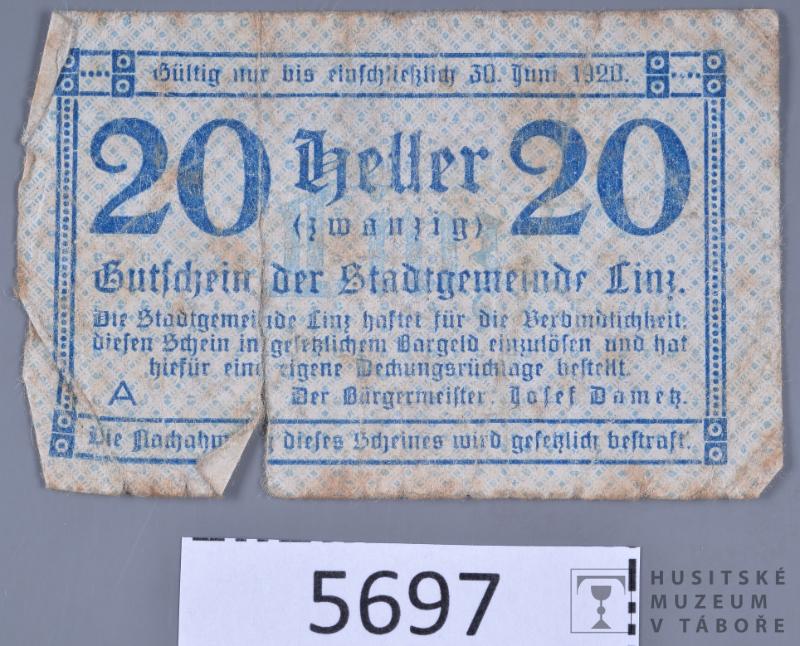 Gültig nur bis einschließlich 30. Juni 1920.
20 Heller 20
(zwanzig)
Gutschein der Stadtgemeinde Linz.
Die Stadtgemeinde Linz haftet für die Verbindlichkeit,
diesen Schein in gesetzlichem Bargeld einzulösen und hat
hiefür eine eigene Deckungsrücklage bestellt.
A Der Bürgermeister: Josef Dametz.
Die Nachahm dieses Scheines wird gesetzlich bestraft.
5697
HUSITSKÉ
MUZEUM
V TÁBOŘE